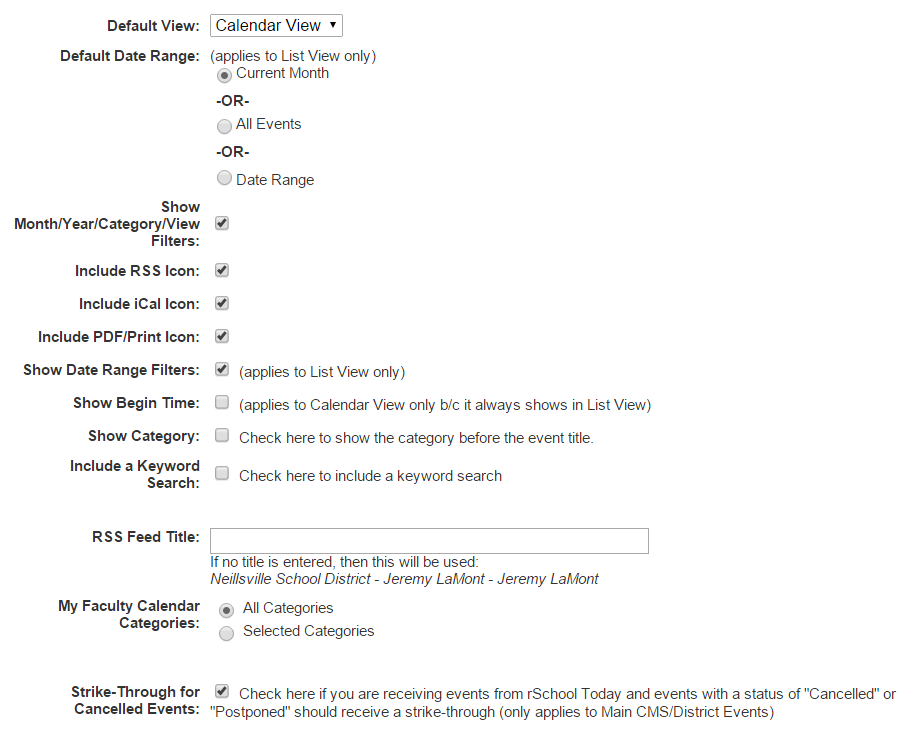 Default View: Calendar View
Default Date Range: (applies to List View only)
Current Month
-OR-
All Events
-OR-
Date Range
Show
Month/Year/Category/View
Filters:
Include RSS Icon:
Include iCal Icon:
Include PDF/Print Icon:
Show Date Range Filters: (applies to List View only)
Show Begin Time: (applies to Calendar View only b/c it always shows in List View)
Show Category: Check here to show the category before the event title.
Include a Keyword
Search: Check here to include a keyword search
RSS Feed Title:
If no title is entered, then this will be used:
Neillsville School District - Jeremy LaMont - Jeremy LaMont
My Faculty Calendar All Categories
Categories: Selected Categories
Strike-Through for Check here if you are receiving events from rSchool Today and events with a status of "Cancelled" or
Cancelled Events: "Postponed" should receive a strike-through (only applies to Main CMS/District Events)